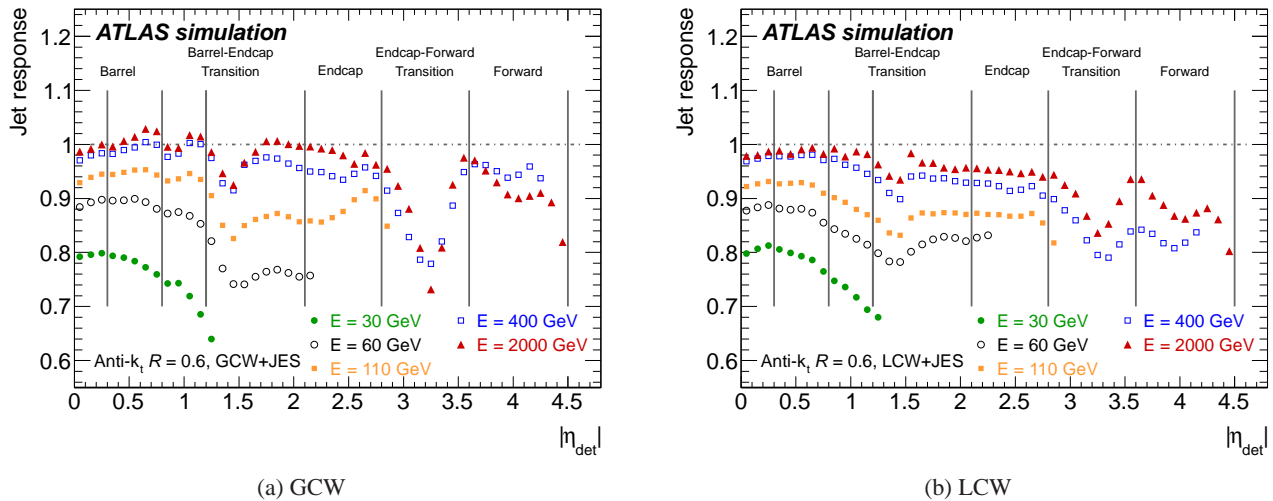 ATLAS simulation
Barrel-Endcap
Endcap-Forward
Barrel
Transition
Endcap
Transition
Forward
Jet response
1.2
1.1
1
0.9
0.8
0.7
0.6
E = 30 GeV
E = 400 GeV
E = 60 GeV
E = 2000 GeV
E = 110 GeV
Anti-kt R = 0.6, GCW+JES
0 0.5 1 1.5 2 2.5 3 3.5 4 4.5
|ηdet|
(a) GCW
ATLAS simulation
Barrel-Endcap
Endcap-Forward
Barrel
Transition
Endcap
Transition
Forward
Jet response
1.2
1.1
1
0.9
0.8
0.7
0.6
E = 30 GeV
E = 400 GeV
E = 60 GeV
E = 2000 GeV
E = 110 GeV
Anti-kt R = 0.6, LCW+JES
0 0.5 1 1.5 2 2.5 3 3.5 4 4.5
|ηdet|
(b) LCW